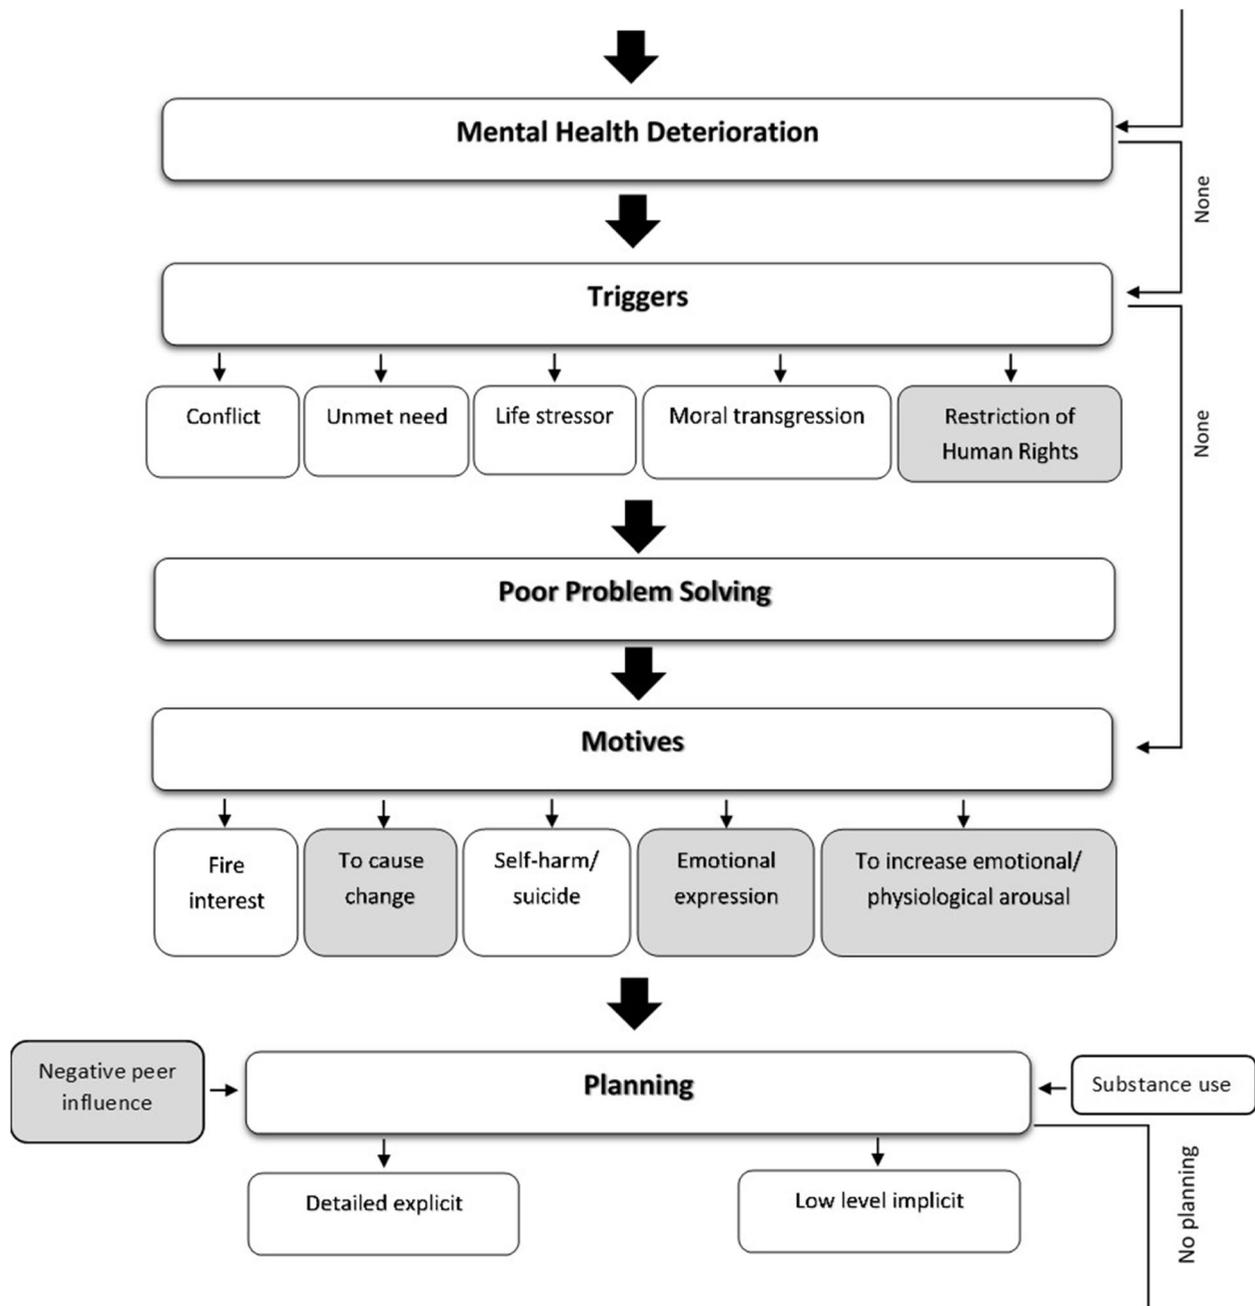 Mental Health Deterioration
None
Triggers
Conflict
Unmet need
Life stressor
Moral transgression
Restriction of
Human Rights
None
Poor Problem Solving
Motives
Fire
interest
To cause
change
Self-harm/
suicide
Emotional
expression
To increase emotional/
physiological arousal
Negative peer
influence
Planning
Substance use
Detailed explicit
Low level implicit
No planning